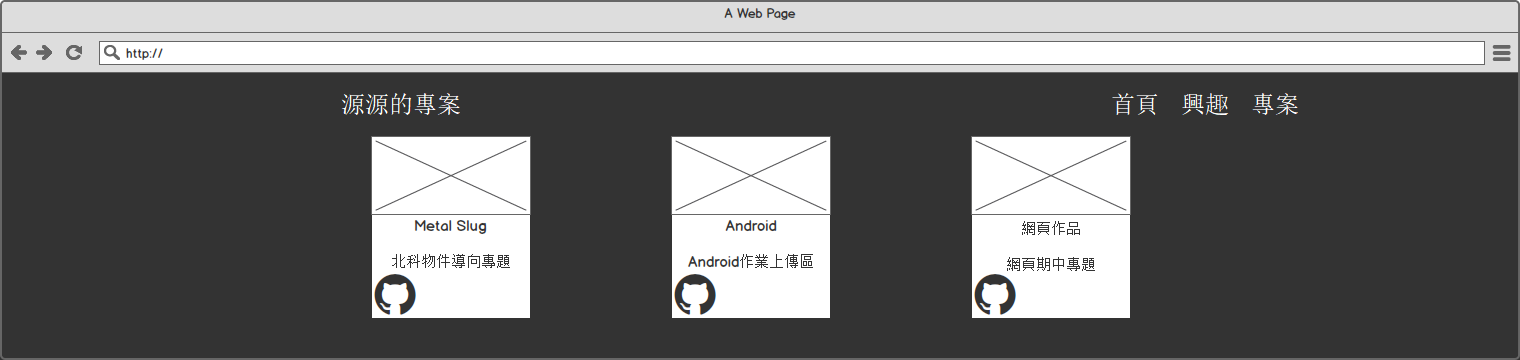 A Web Page
http://
源源的專案
首頁 興趣 專案
Metal Slug
北科物件導向專題
Android
Android作業上傳區
網頁作品
網頁期中專題